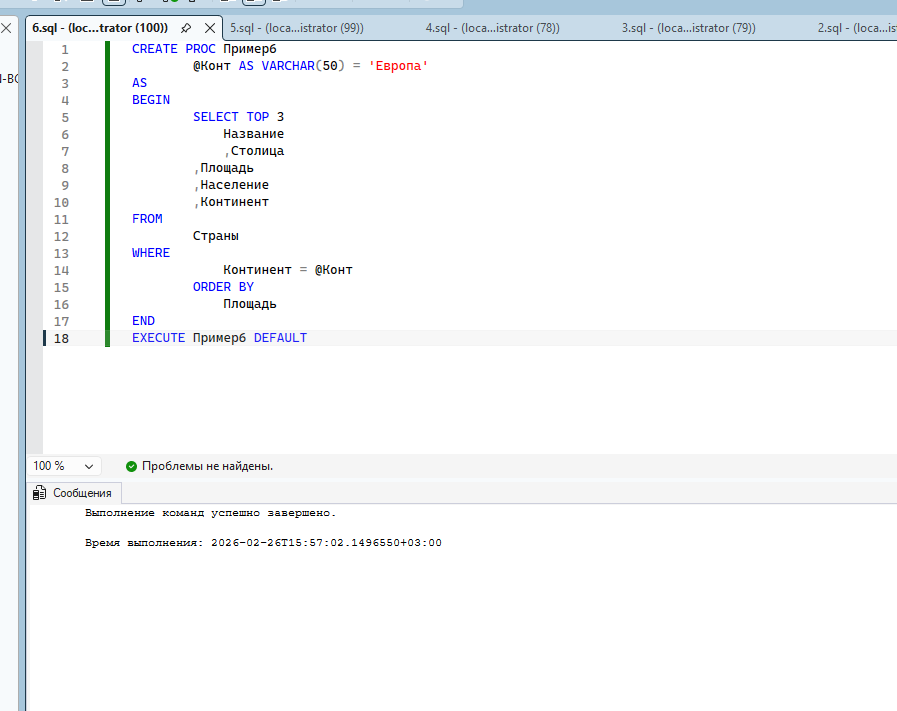 6.sql - (loc...trator (100))
5.sql - (loca...istrator (99))
4.sql - (loca...istrator (78))
3.sql - (loca...istrator (79))
2.sql - (loca...is
1 CREATE PROC Пример6
2 @Конт AS VARCHAR(50) = 'Европа'
3 AS
4 BEGIN
5 SELECT TOP 3
6 Название
7 ,Столица
8 ,Площадь
9 ,Население
10 ,Континент
11 FROM
12 Страны
13 WHERE
14 Континент = @Конт
15 ORDER BY
16 Площадь
17 END
18 EXECUTE Пример6 DEFAULT
100 %
Проблемы не найдены.
Сообщения
Выполнение команд успешно завершено.
Время выполнения: 2026-02-26T15:57:02.1496550+03:00